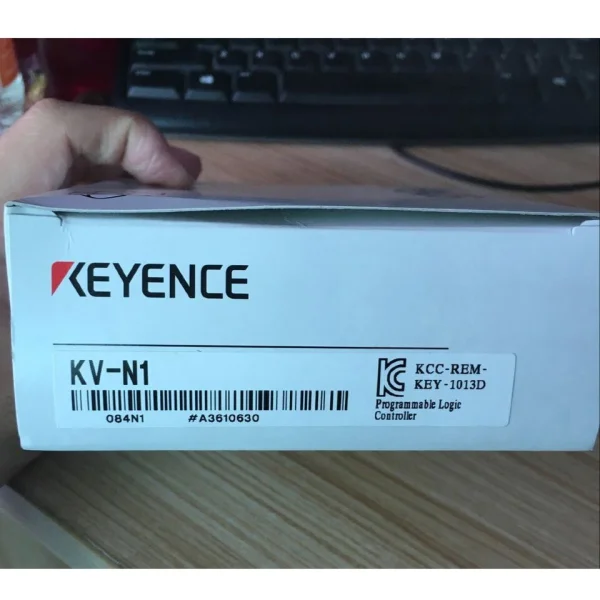 KEYENCE
KV-N1
084N1 #A3610630
KCC-REM-
KEY-1013D
Programmable Logic
Controller